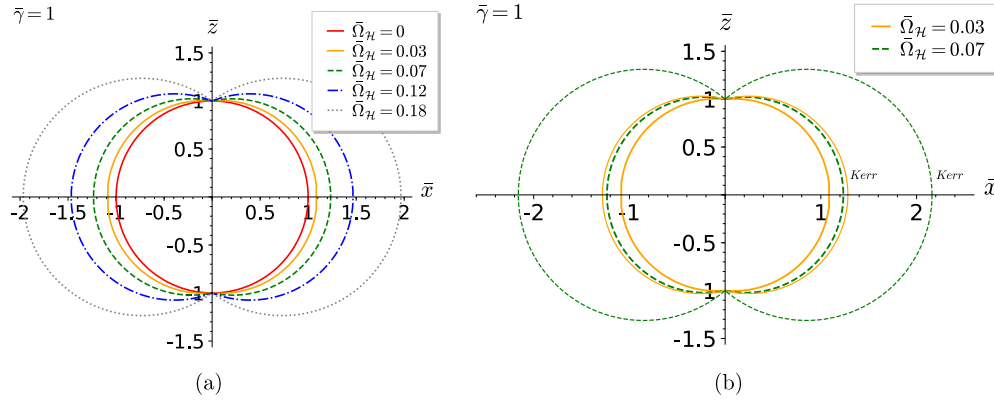 γ̄ = 1
z̄
Ω̄_ℋ = 0
Ω̄_ℋ = 0.03
Ω̄_ℋ = 0.07
Ω̄_ℋ = 0.12
Ω̄_ℋ = 0.18
1.5
1
0.5
-2 -1.5 -1 -0.5 0.5 1 1.5 2
x̄
-0.5
1
-1.5
(a)
γ̄ = 1
z̄
Ω̄_ℋ = 0.03
Ω̄_ℋ = 0.07
1.5
1
0.5
Kerr Kerr
-2 -1 1 2
x̄
-0.5
1
-1.5
(b)